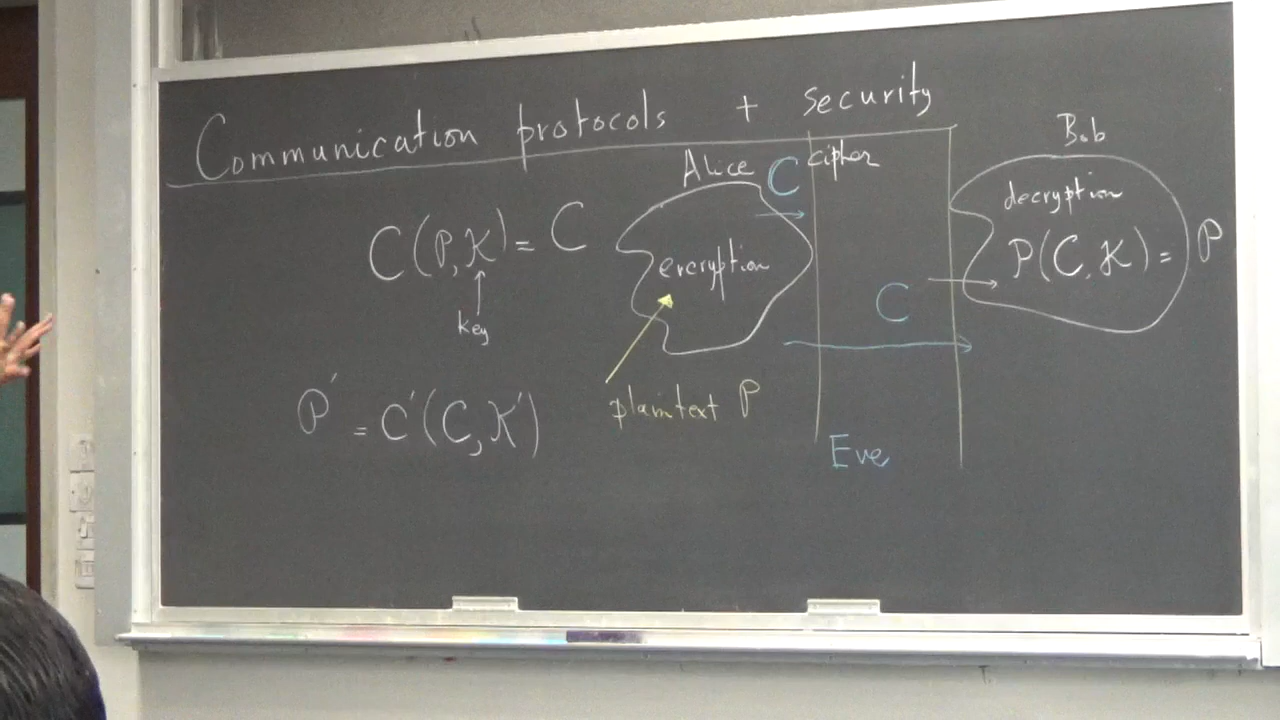 Communication protocols + security
C(P,K) = C
key
P' = C'(C,K')
Alice
encryption
plaintext P
C
cipher
C
Eve
Bob
decryption
P(C,K) = P